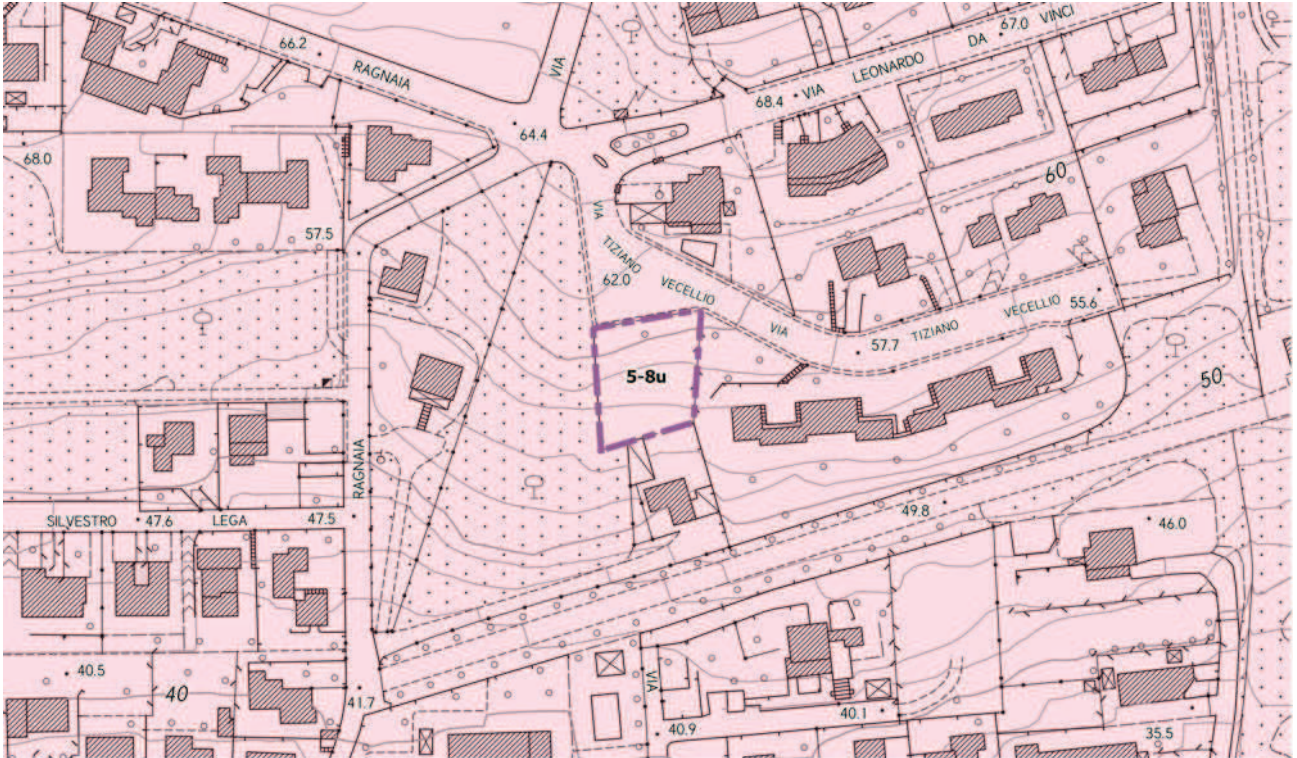 66.2
RAGNAIA
VIA
VIA LEONARDO DA VINCI
67.0
68.4
64.4
68.0
60
57.5
VIA TIZIANO VECELLIO
62.0
VIA TIZIANO VECELLIO
55.6
57.7
5-8u
50
RAGNAIA
SILVESTRO 47.6 LEGA 47.5
49.8
46.0
40.5
40
41.7
VIA
40.9
40.1
35.5